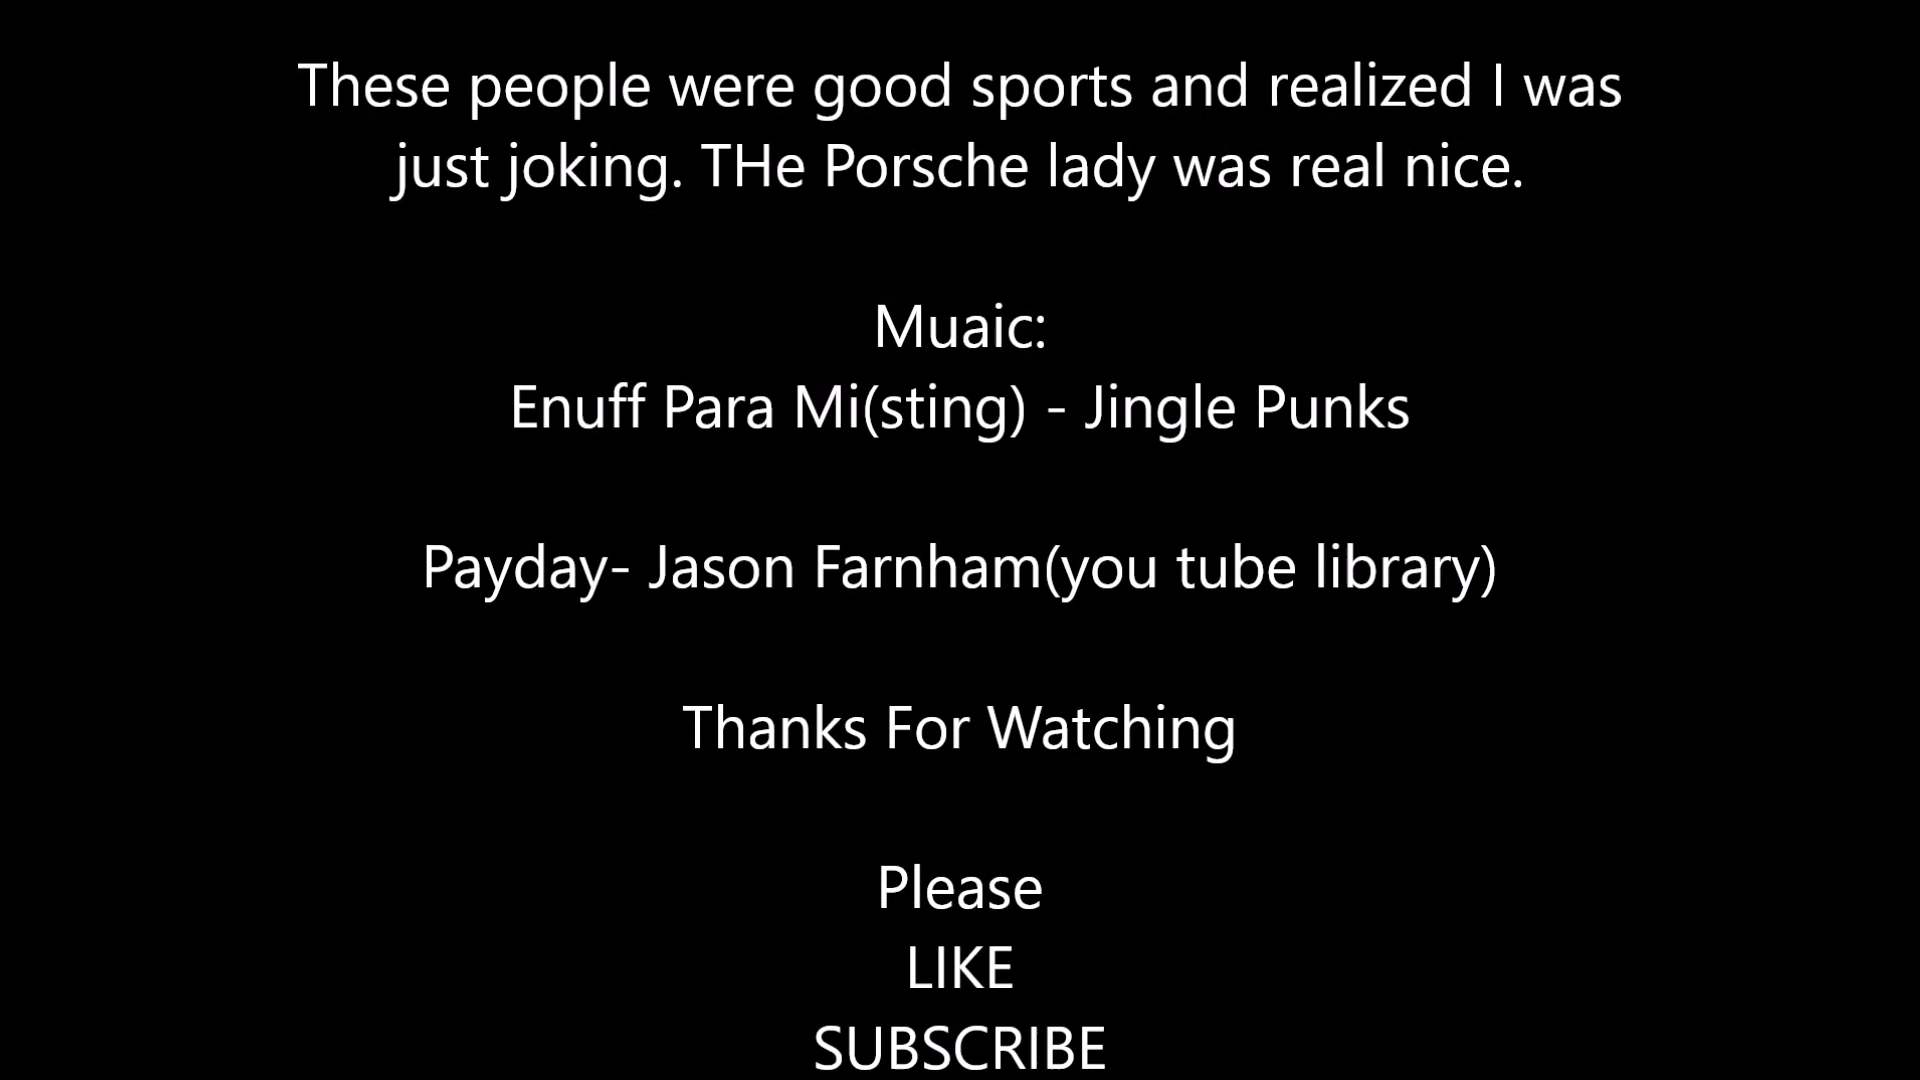 These people were good sports and realized I was
just joking. THe Porsche lady was real nice.
Muaic:
Enuff Para Mi(sting) - Jingle Punks
Payday- Jason Farnham(you tube library)
Thanks For Watching
Please
LIKE
SUBSCRIBE